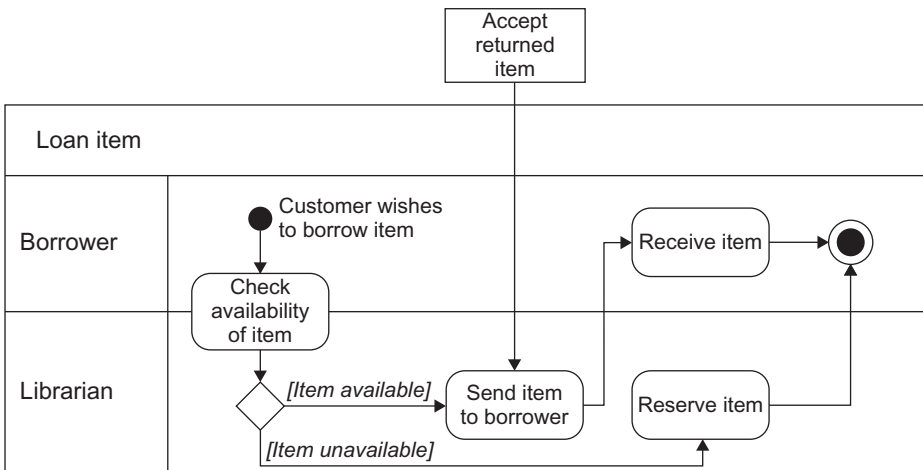 Accept
returned
item
Loan item
Borrower
Customer wishes
to borrow item
Receive item
Check
availability
of item
Librarian
[Item available]
Send item
to borrower
Reserve item
[Item unavailable]